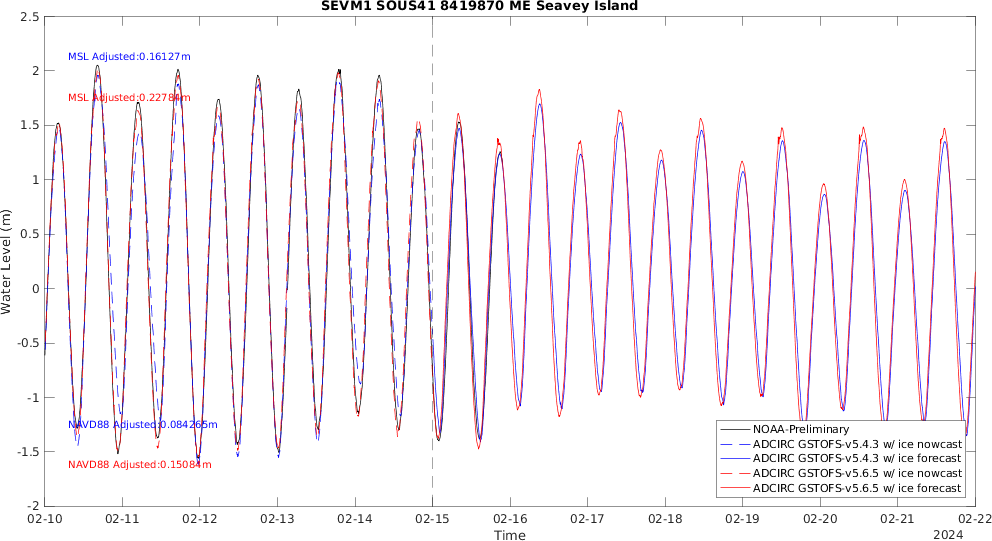 SEVM1 SOUS41 8419870 ME Seavey Island
2.5
2
1.5
1
0.5
0
-0.5
-1
-1.5
-2
Water Level (m)
MSL Adjusted:0.16127m
MSL Adjusted:0.22784m
NAVD88 Adjusted:0.084265m
NAVD88 Adjusted:0.15084m
NOAA-Preliminary
ADCIRC GSTOFS-v5.4.3 w/ ice nowcast
ADCIRC GSTOFS-v5.4.3 w/ ice forecast
ADCIRC GSTOFS-v5.6.5 w/ ice nowcast
ADCIRC GSTOFS-v5.6.5 w/ ice forecast
02-10 02-11 02-12 02-13 02-14 02-15 02-16 02-17 02-18 02-19 02-20 02-21 02-22
Time
2024